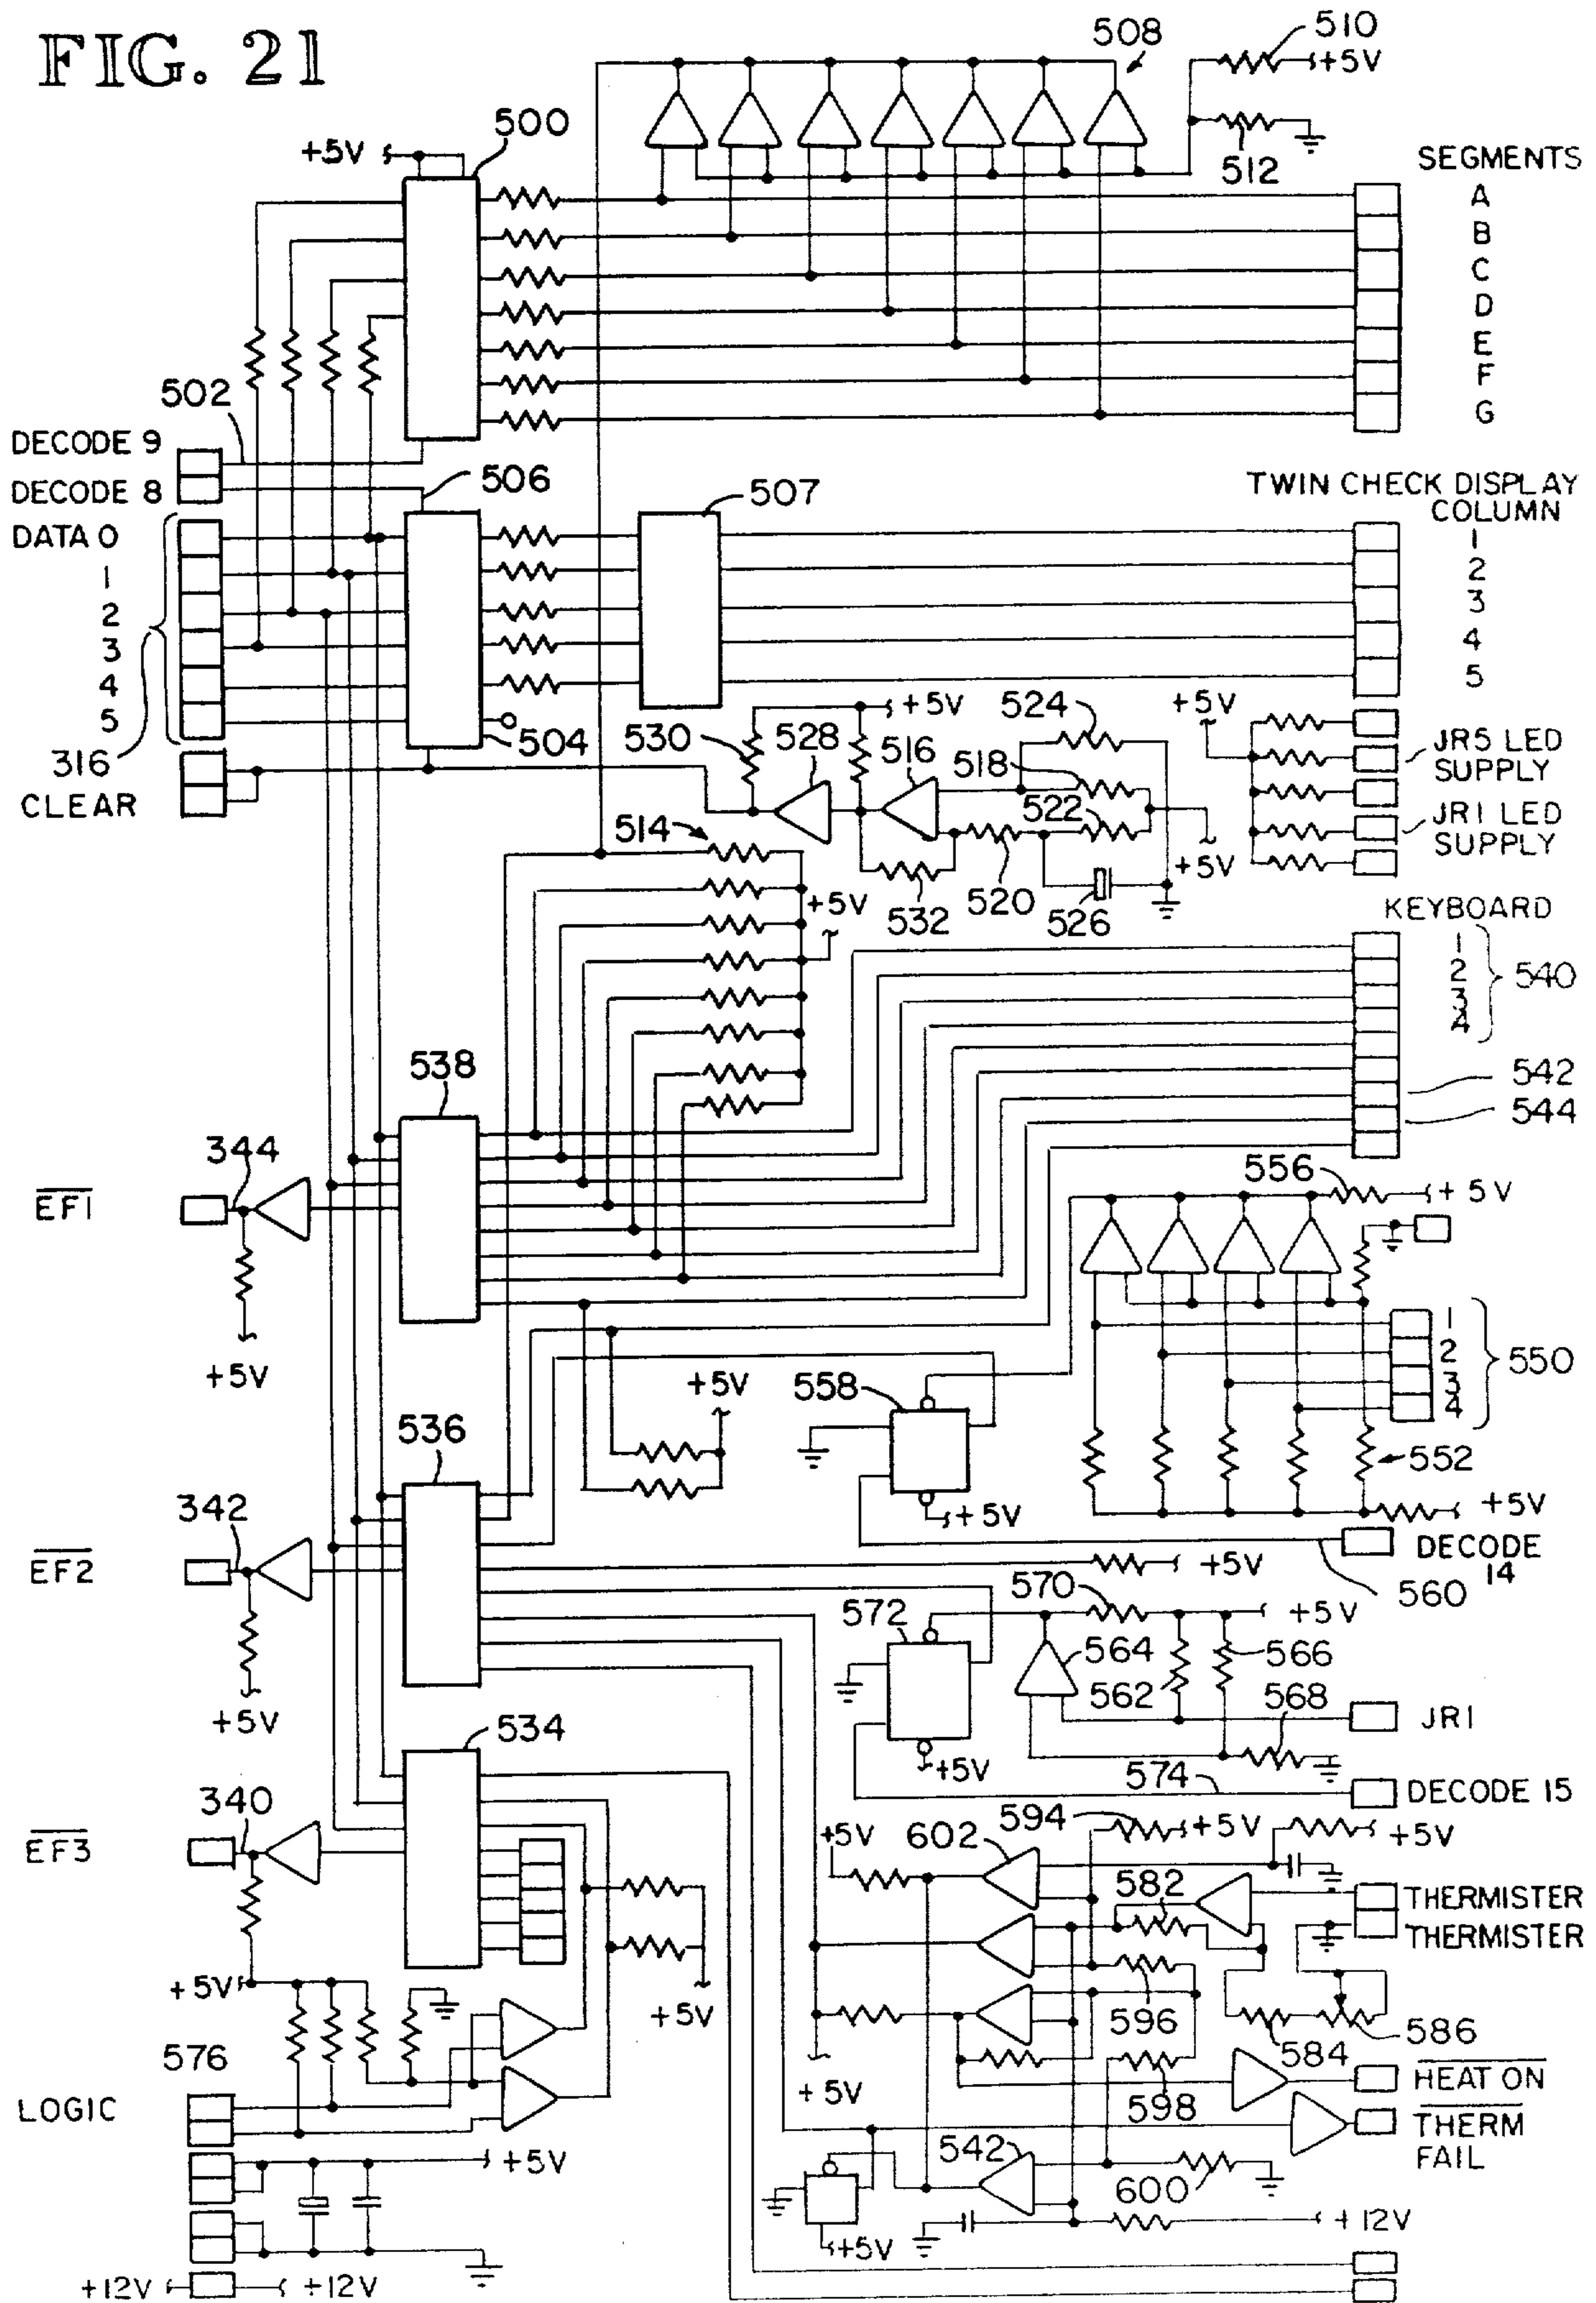 FIG. 21
508
510
+5V
512
500
+5V
SEGMENTS
A
B
C
D
E
F
G
502
DECODE 9
DECODE 8
506
507
TWIN CHECK DISPLAY
COLUMN
1
2
3
4
5
DATA 0
1
2
3
4
5
316
CLEAR
504
530
528
+5V
516
524
518
522
520
532
526
+5V
+5V
JR5 LED
SUPPLY
JR1 LED
SUPPLY
514
+5V
KEYBOARD
1
2
3
4
540
542
544
538
344
EF1
+5V
556
+5V
1
2
3
4
550
552
+5V
558
+5V
+5V
536
342
EF2
+5V
DECODE
14
560
+5V
570
+5V
572
564
566
562
568
JR1
+5V
574
DECODE 15
534
340
EF3
+5V
+5V
594
+5V
+5V
602
+5V
582
THERMISTER
THERMISTER
596
584
586
598
HEAT ON
THERM
FAIL
+5V
542
600
+12V
+5V
576
LOGIC
+5V
+12V
+12V